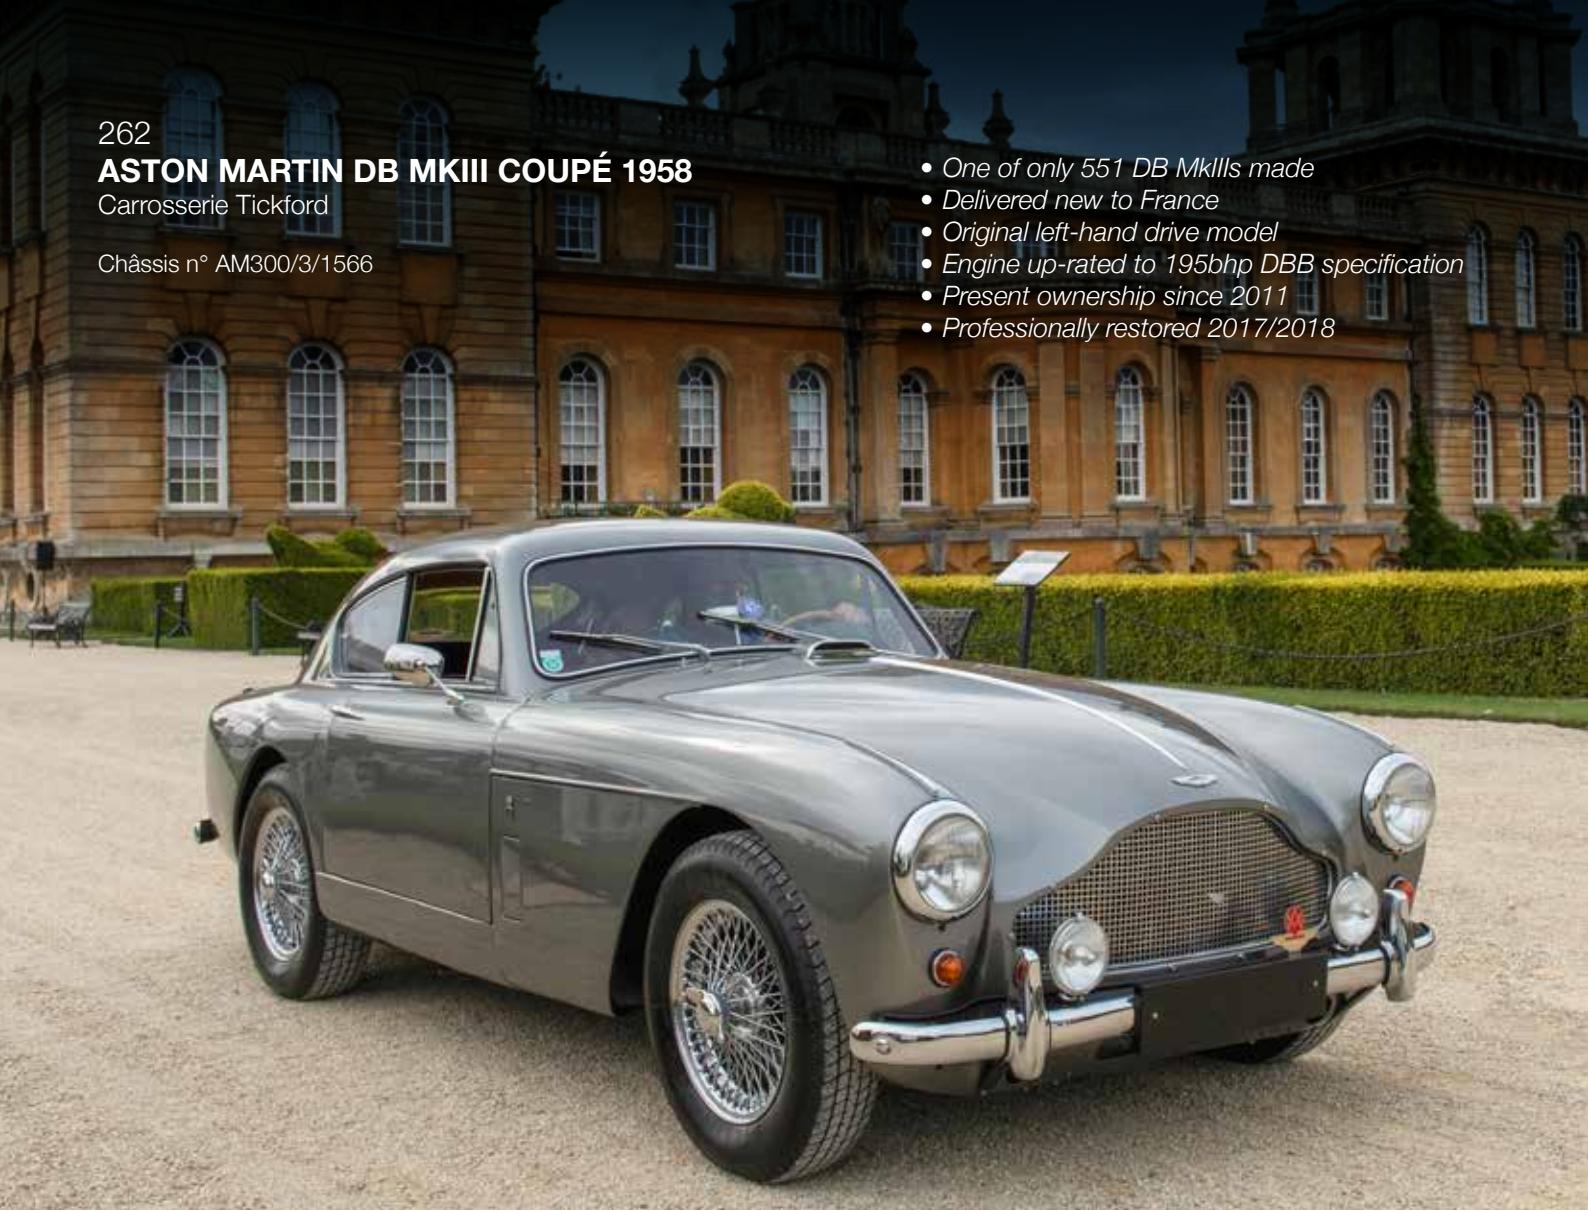 262
ASTON MARTIN DB MKIII COUPÉ 1958
Carrosserie Tickford
Châssis n° AM300/3/1566
• One of only 551 DB MkIIIs made
• Delivered new to France
• Original left-hand drive model
• Engine up-rated to 195bhp DBB specification
• Present ownership since 2011
• Professionally restored 2017/2018